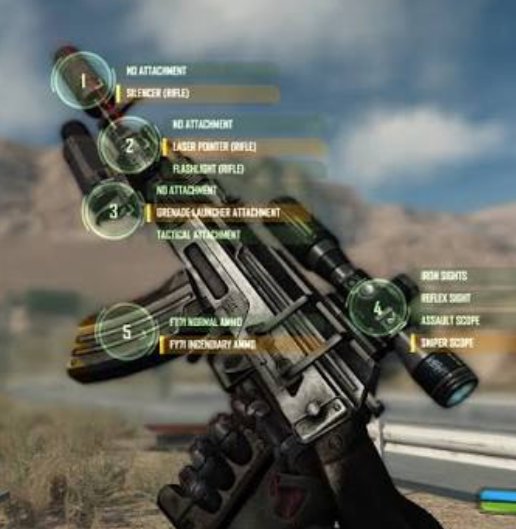 1
NO ATTACHMENT
SILENCER (RIFLE)
2
NO ATTACHMENT
LASER POINTER (RIFLE)
FLASHLIGHT (RIFLE)
3
NO ATTACHMENT
GRENADE LAUNCHER ATTACHMENT
TACTICAL ATTACHMENT
4
IRON SIGHTS
REFLEX SIGHT
ASSAULT SCOPE
SNIPER SCOPE
5
FY71 NORMAL AMMO
FY71 INCENDIARY AMMO